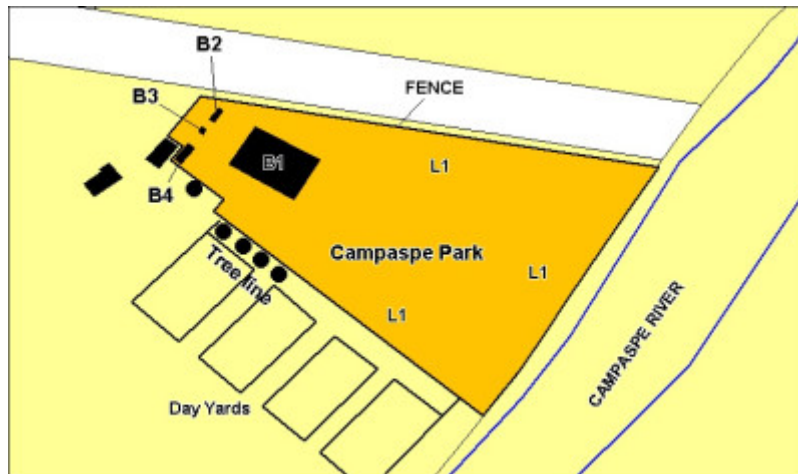 B2
FENCE
B3
B1
L1
B4
Campaspe Park
Tree line
L1
L1
CAMPASPE RIVER
Day Yards